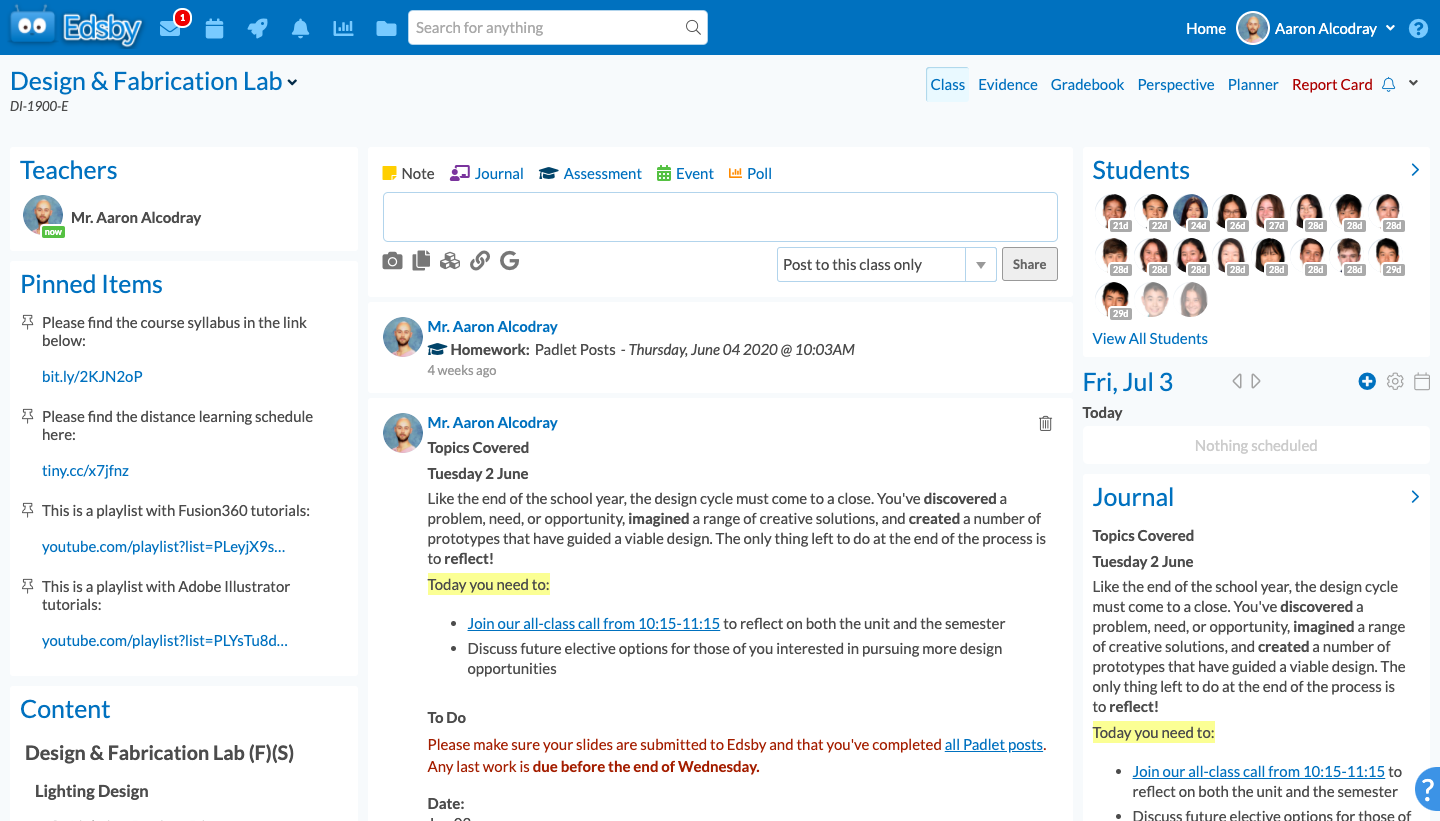 Edsby
1
Search for anything
Home
Aaron Alcodray
?
Design & Fabrication Lab
DI-1900-E
Class
Evidence
Gradebook
Perspective
Planner
Report Card
Teachers
Mr. Aaron Alcodray
now
Pinned Items
Please find the course syllabus in the link
below:
bit.ly/2KJN2oP
Please find the distance learning schedule
here:
tiny.cc/x7jfnz
This is a playlist with Fusion360 tutorials:
youtube.com/playlist?list=PLeyjX9s...
This is a playlist with Adobe Illustrator
tutorials:
youtube.com/playlist?list=PLYsTu8d...
Content
Design & Fabrication Lab (F)(S)
Lighting Design
Note
Journal
Assessment
Event
Poll
Post to this class only
Share
Mr. Aaron Alcodray
Homework: Padlet Posts - Thursday, June 04 2020 @ 10:03AM
4 weeks ago
Mr. Aaron Alcodray
Topics Covered
Tuesday 2 June
Like the end of the school year, the design cycle must come to a close. You've discovered a
problem, need, or opportunity, imagined a range of creative solutions, and created a number of
prototypes that have guided a viable design. The only thing left to do at the end of the process is
to reflect!
Today you need to:
• Join our all-class call from 10:15-11:15 to reflect on both the unit and the semester
• Discuss future elective options for those of you interested in pursuing more design
opportunities
To Do
Please make sure your slides are submitted to Edsby and that you've completed all Padlet posts.
Any last work is due before the end of Wednesday.
Date:
Students
21d 22d 24d 26d 27d 28d 28d 28d
28d 28d 28d 28d 28d 28d 28d 29d
29d
View All Students
Fri, Jul 3
Today
Nothing scheduled
Journal
Topics Covered
Tuesday 2 June
Like the end of the school year, the design cycle
must come to a close. You've discovered a
problem, need, or opportunity, imagined a range
of creative solutions, and created a number of
prototypes that have guided a viable design. The
only thing left to do at the end of the process is
to reflect!
Today you need to:
• Join our all-class call from 10:15-11:15 to
reflect on both the unit and the semester
• Discuss future elective options for those of
?